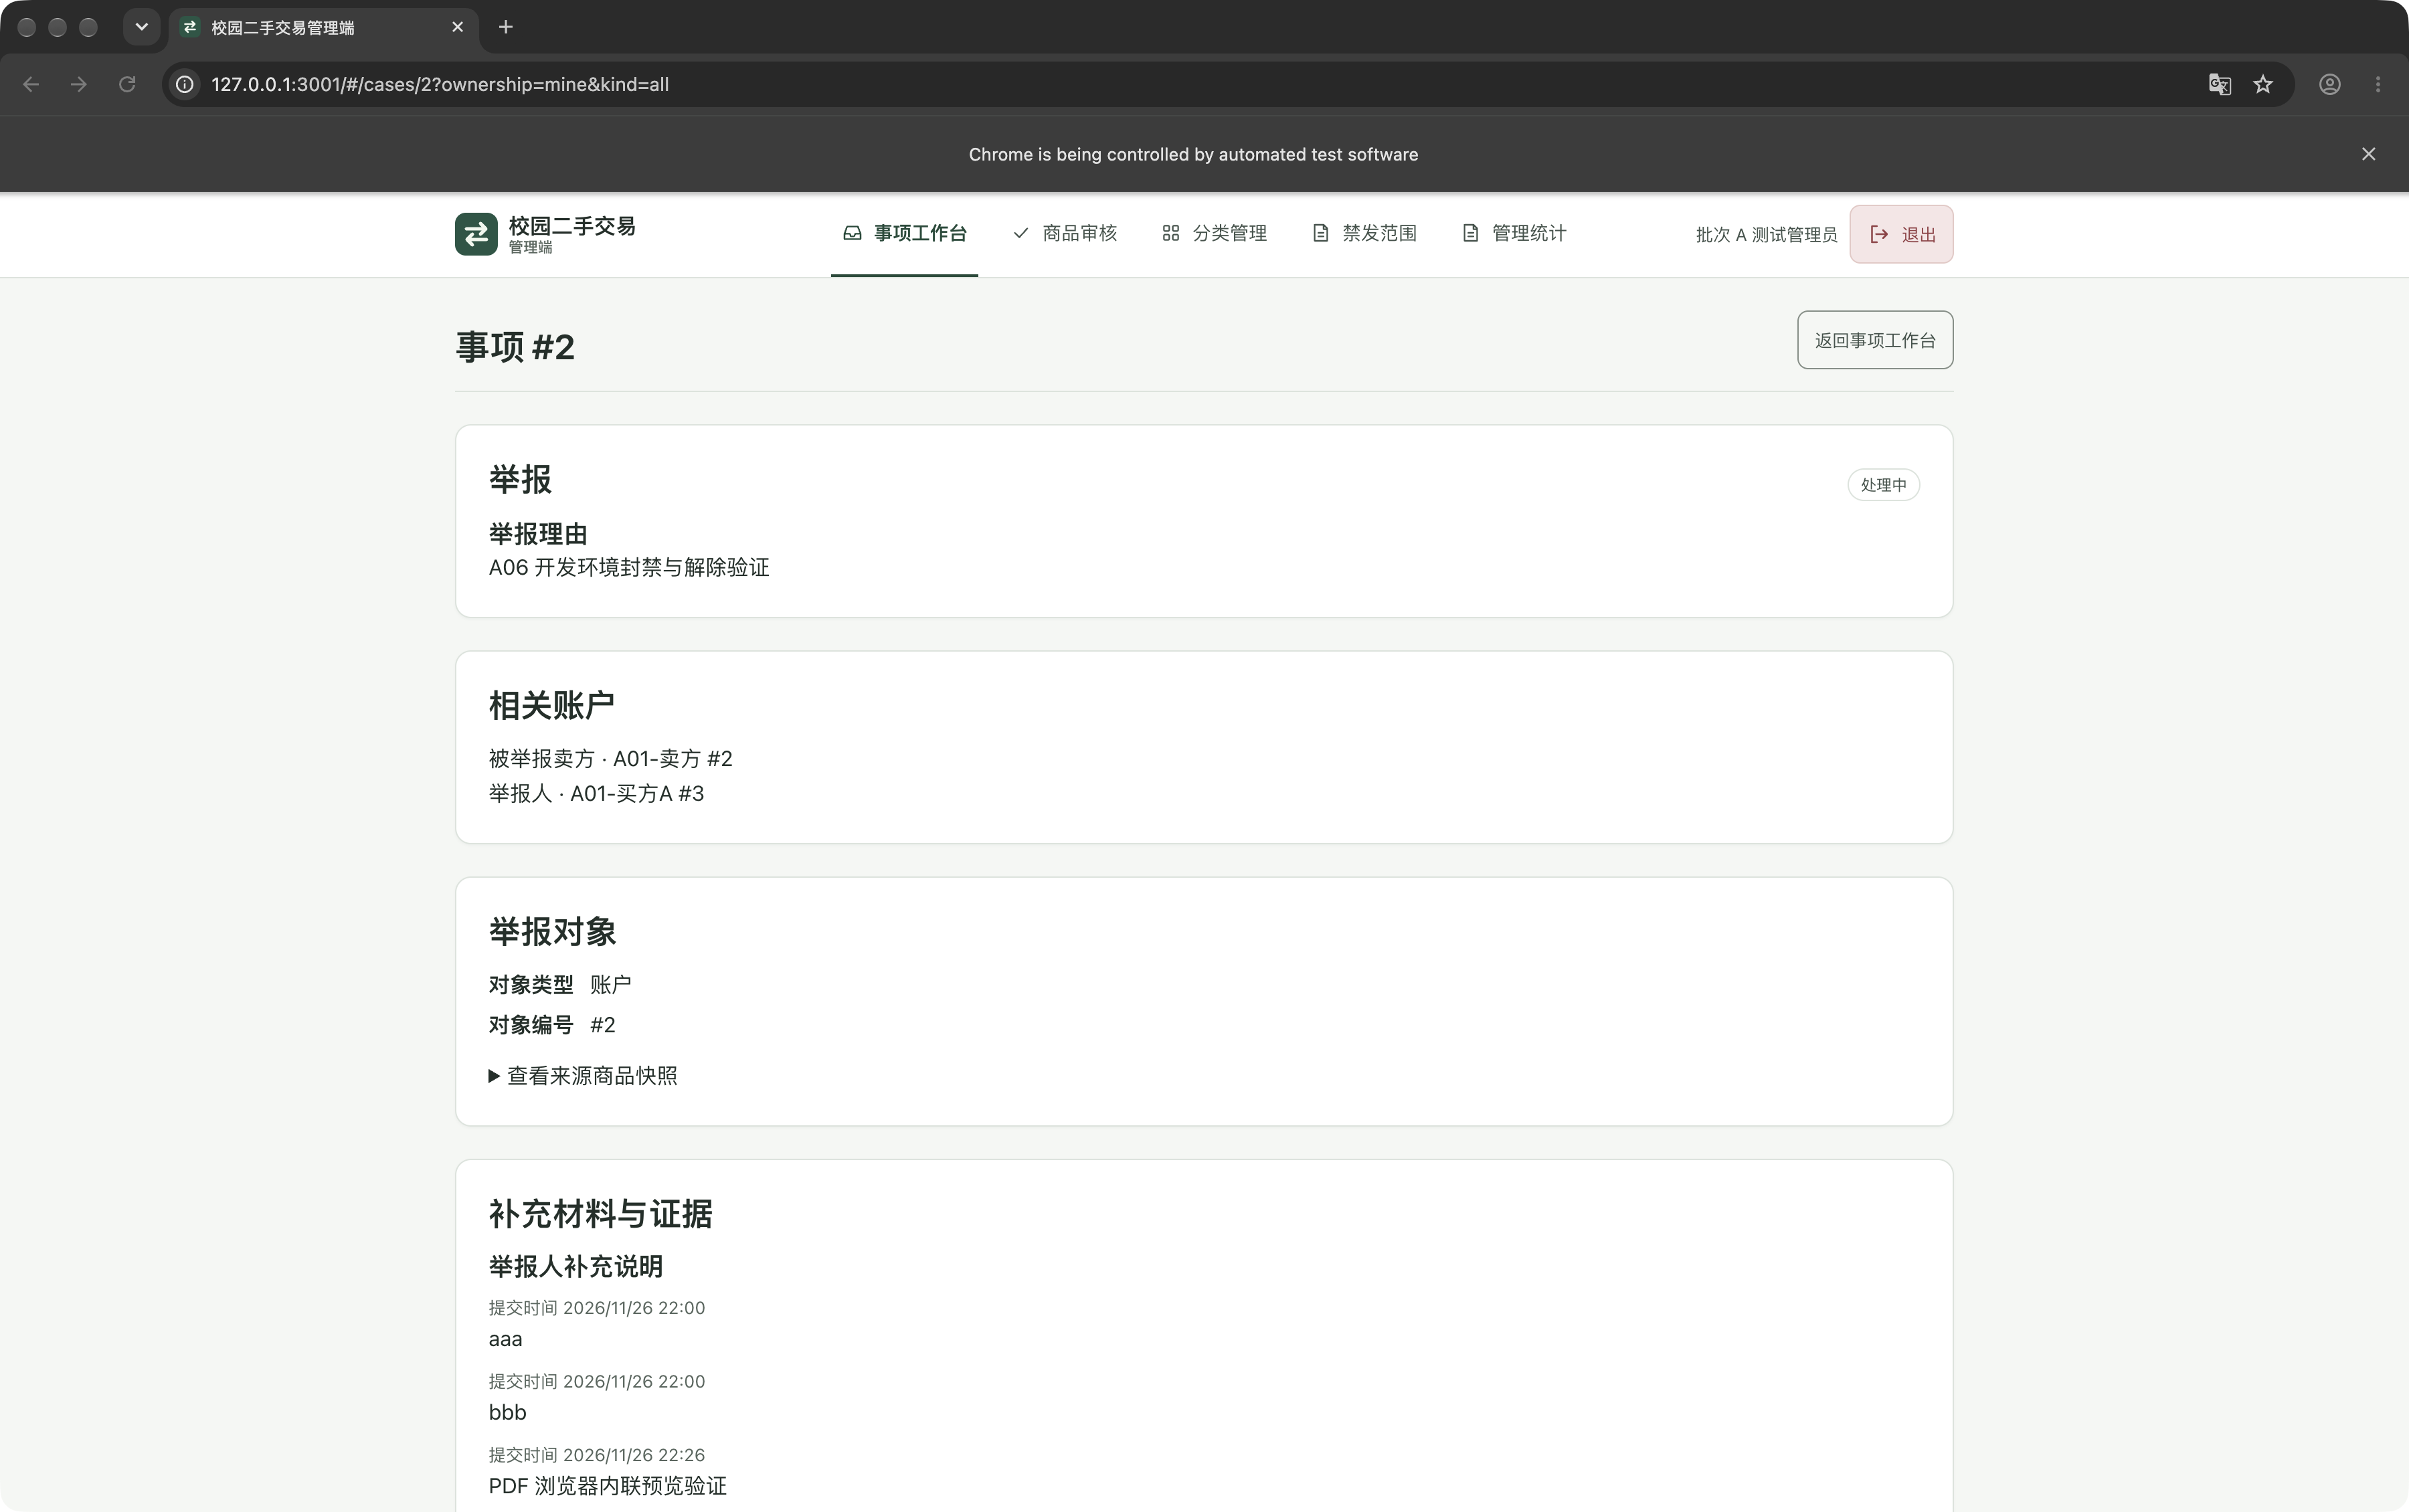 校园二手交易管理端
127.0.0.1:3001/#/cases/2?ownership=mine&kind=all
Chrome is being controlled by automated test software
校园二手交易
管理端
事项工作台
商品审核
分类管理
禁发范围
管理统计
批次 A 测试管理员
退出
事项 #2
返回事项工作台
举报
处理中
举报理由
A06 开发环境封禁与解除验证
相关账户
被举报卖方 · A01-卖方 #2
举报人 · A01-买方A #3
举报对象
对象类型 账户
对象编号 #2
查看来源商品快照
补充材料与证据
举报人补充说明
提交时间 2026/11/26 22:00
aaa
提交时间 2026/11/26 22:00
bbb
提交时间 2026/11/26 22:26
PDF 浏览器内联预览验证